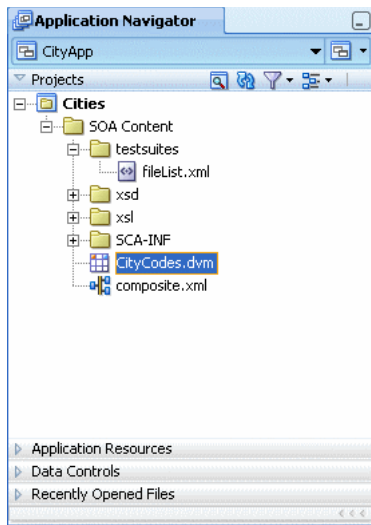 Application Navigator
CityApp
Projects
Cities
SOA Content
testsuites
fileList.xml
xsd
xsl
SCA-INF
CityCodes.dvm
composite.xml
Application Resources
Data Controls
Recently Opened Files